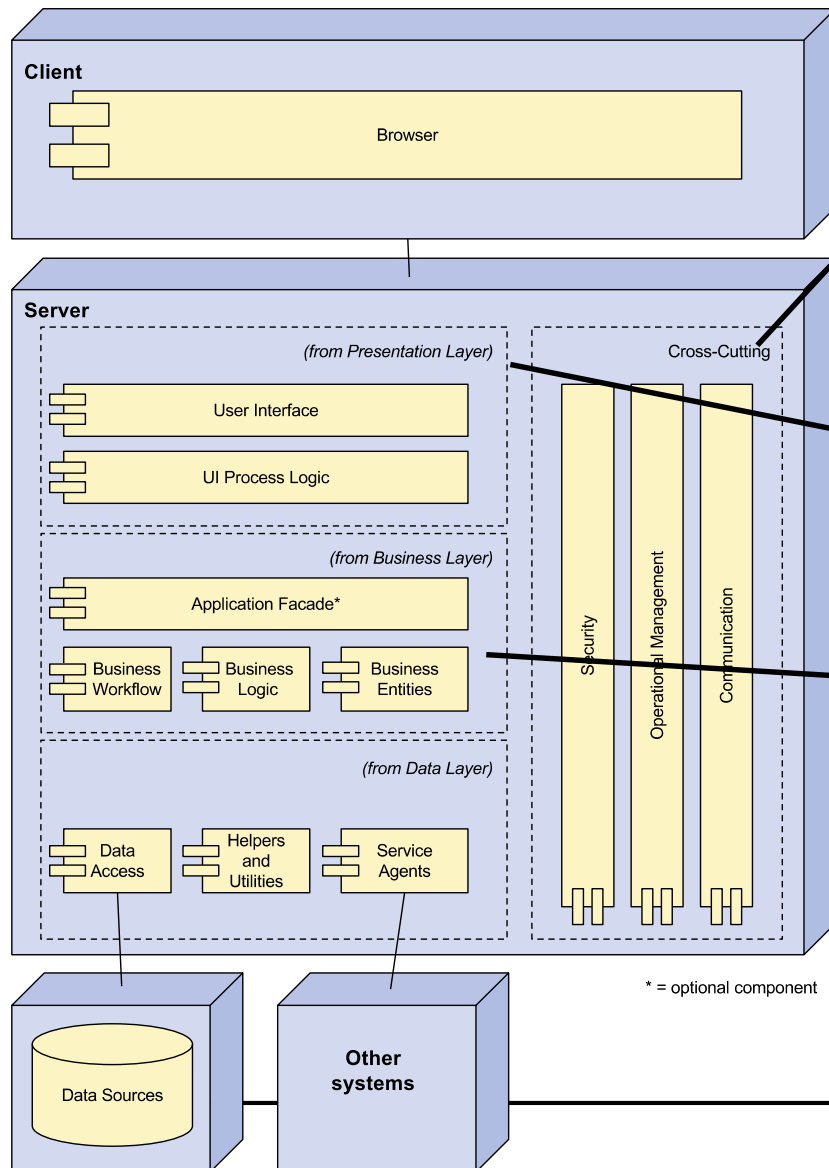 Client
Browser
Server
(from Presentation Layer)
User Interface
UI Process Logic
(from Business Layer)
Application Facade*
Business
Workflow
Business
Logic
Business
Entities
(from Data Layer)
Data
Access
Helpers
and
Utilities
Service
Agents
Cross-Cutting
Security
Operational Management
Communication
* = optional component
Data Sources
Other
systems